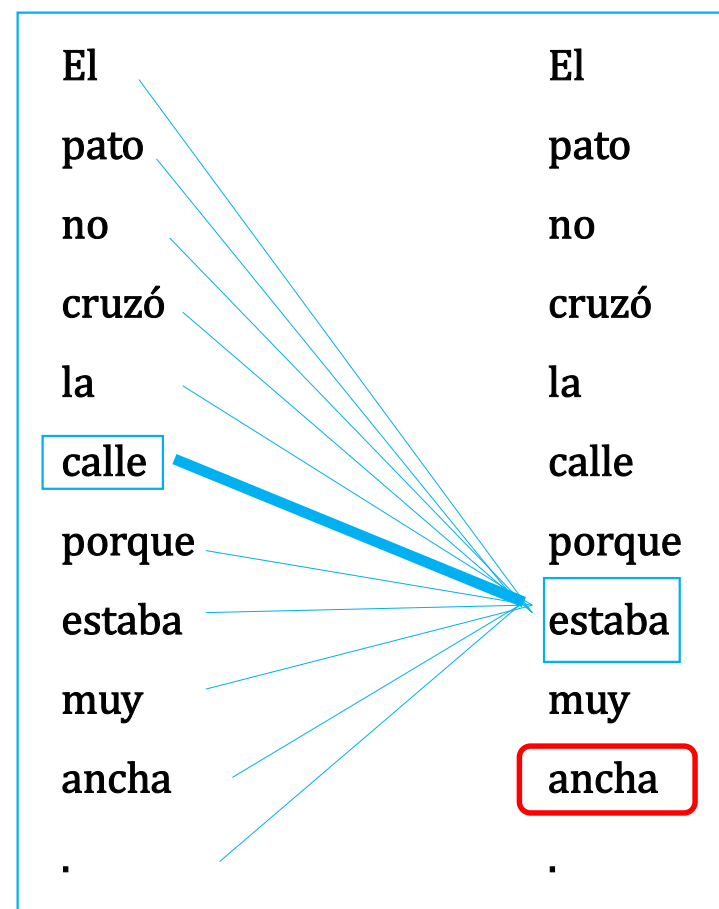 El El
pato pato
no no
cruzó cruzó
la la
calle calle
porque porque
estaba estaba
muy muy
ancha ancha
. .